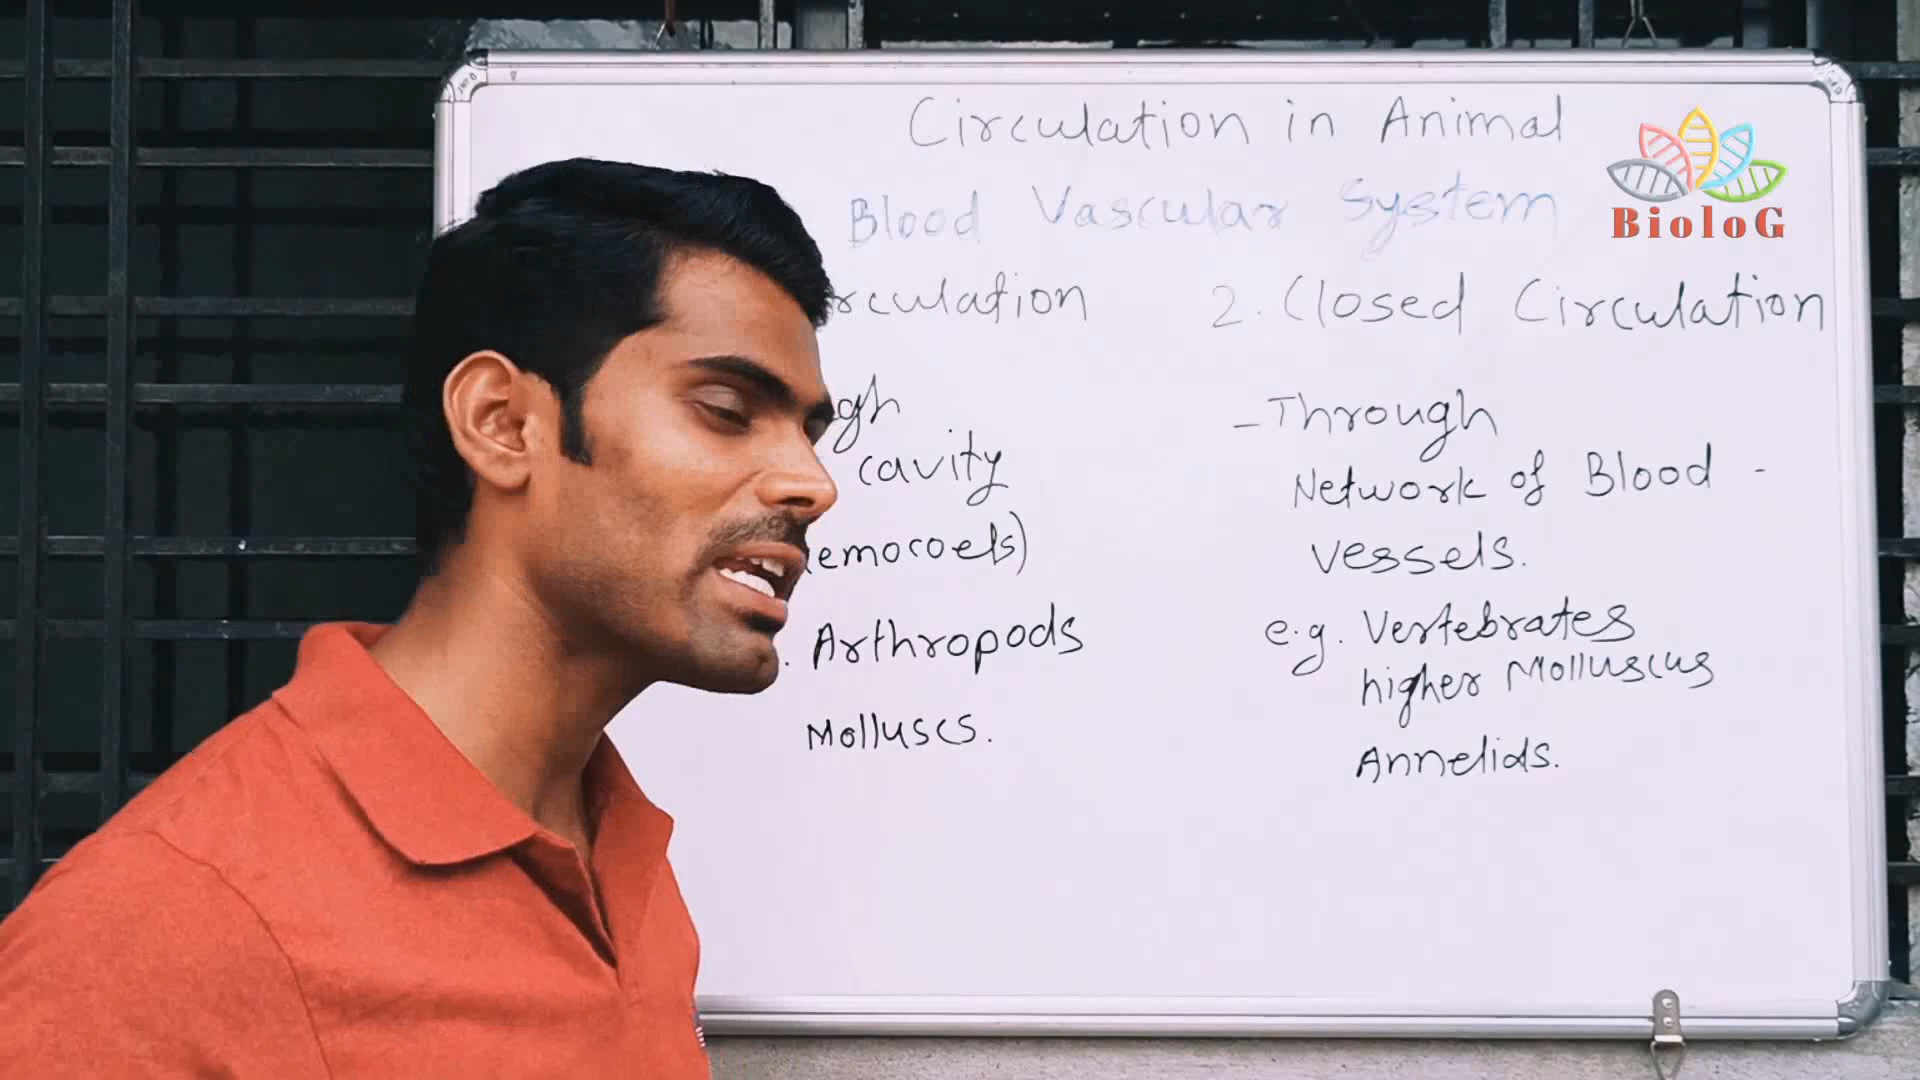 Circulation in Animal
BioloG
Blood Vascular System
rculation
2. Closed Circulation
gh
cavity
emocoels)
Arthropods
Molluscs.
- Through
Network of Blood -
vessels.
e.g. Vertebrates
higher Molluscus
Annelids.